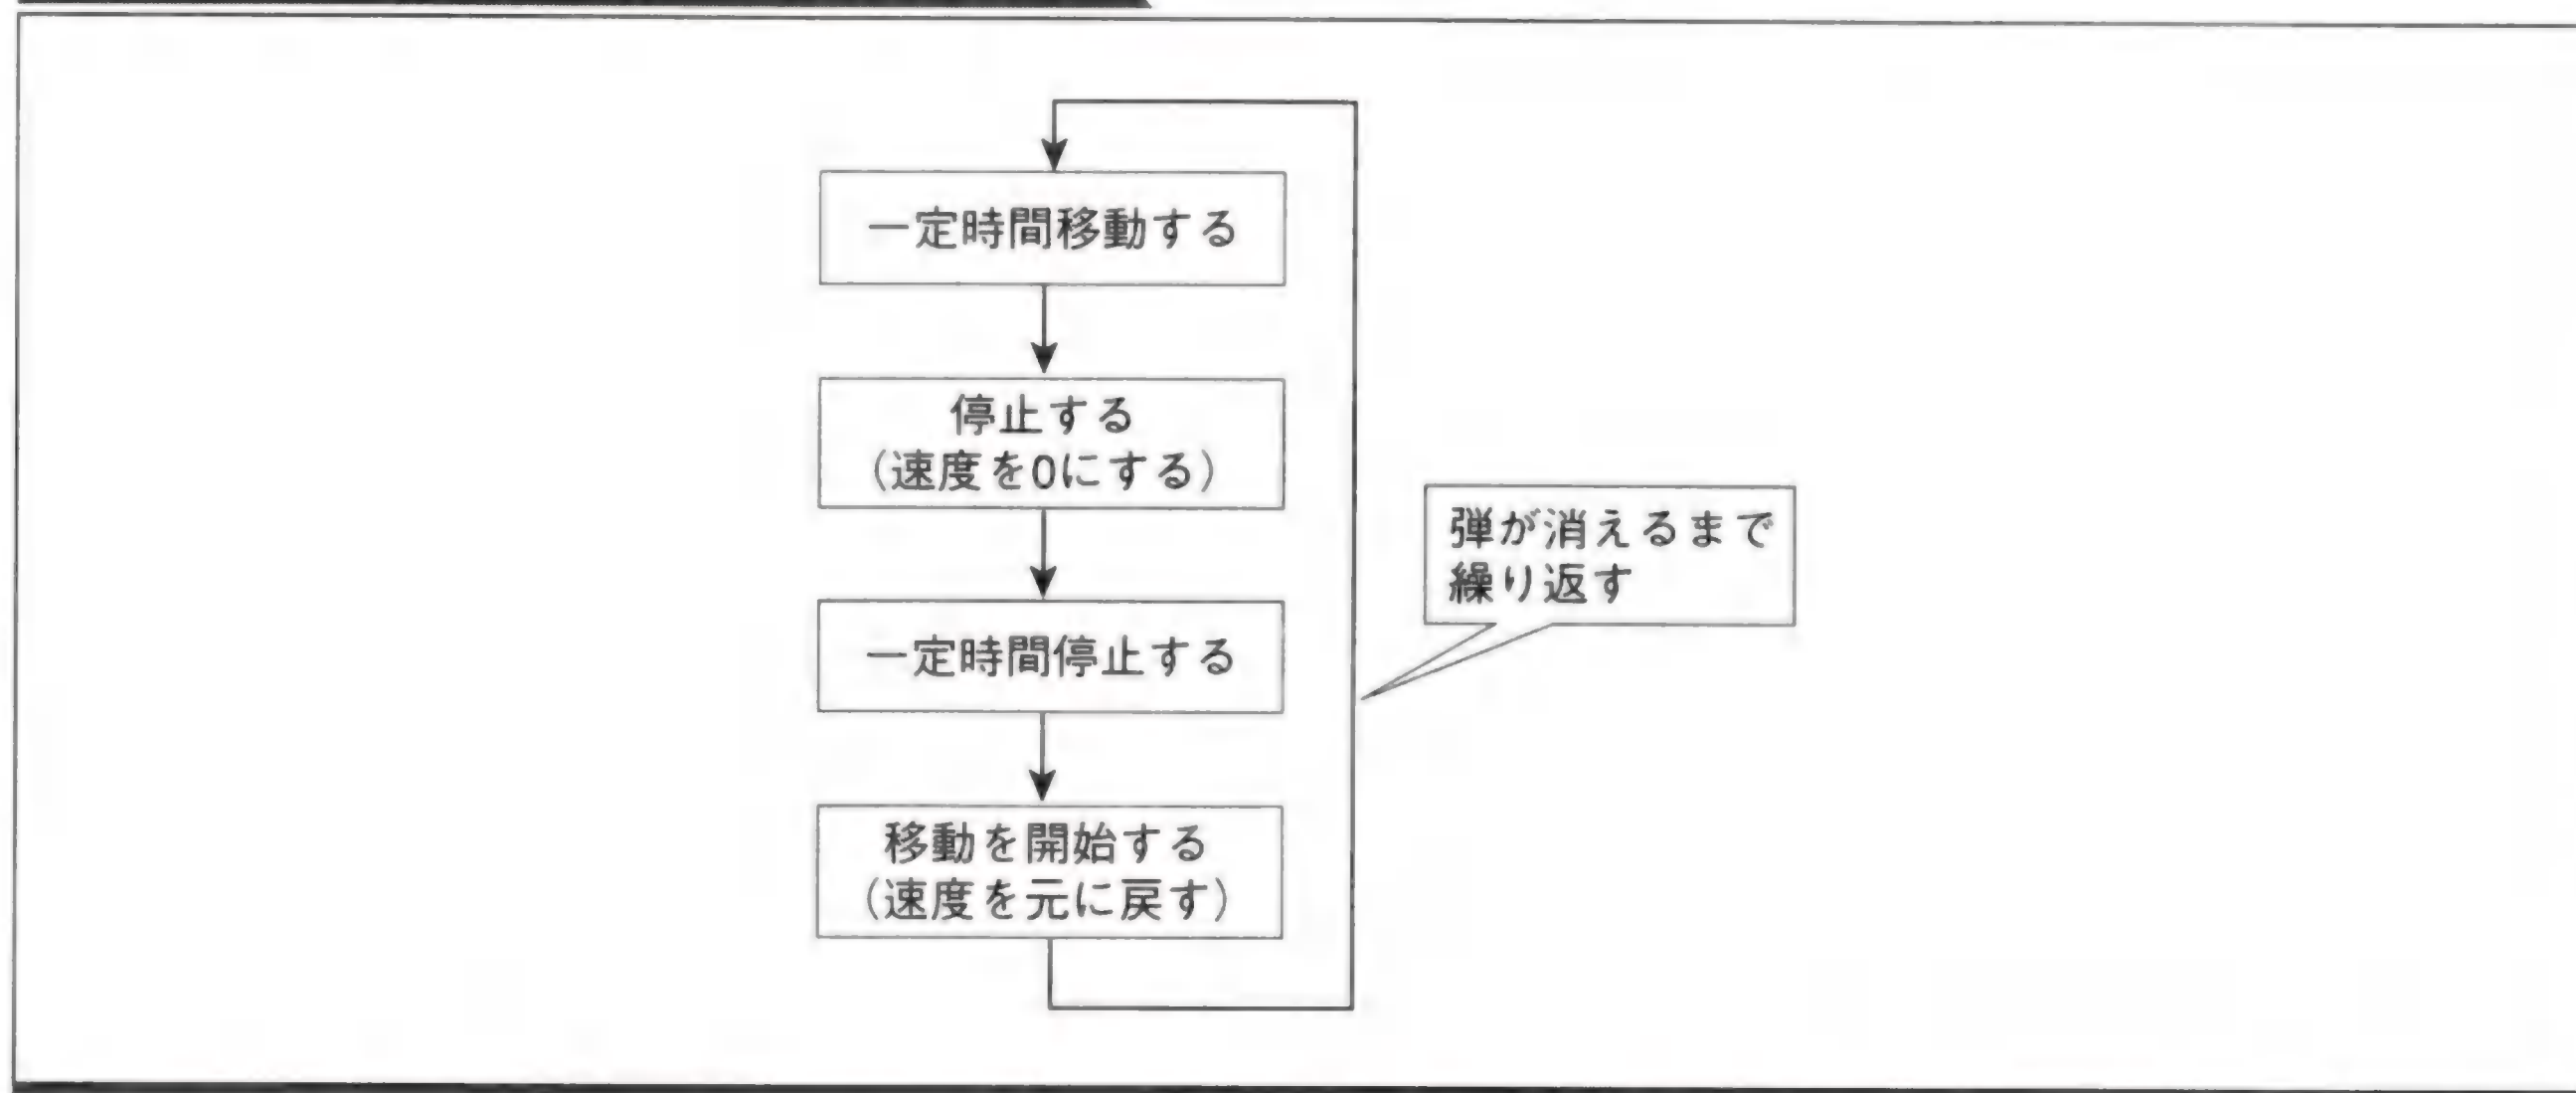 一定時間移動する
停止する
(速度を0にする)
一定時間停止する
移動を開始する
(速度を元に戻す)
弾が消えるまで
繰り返す